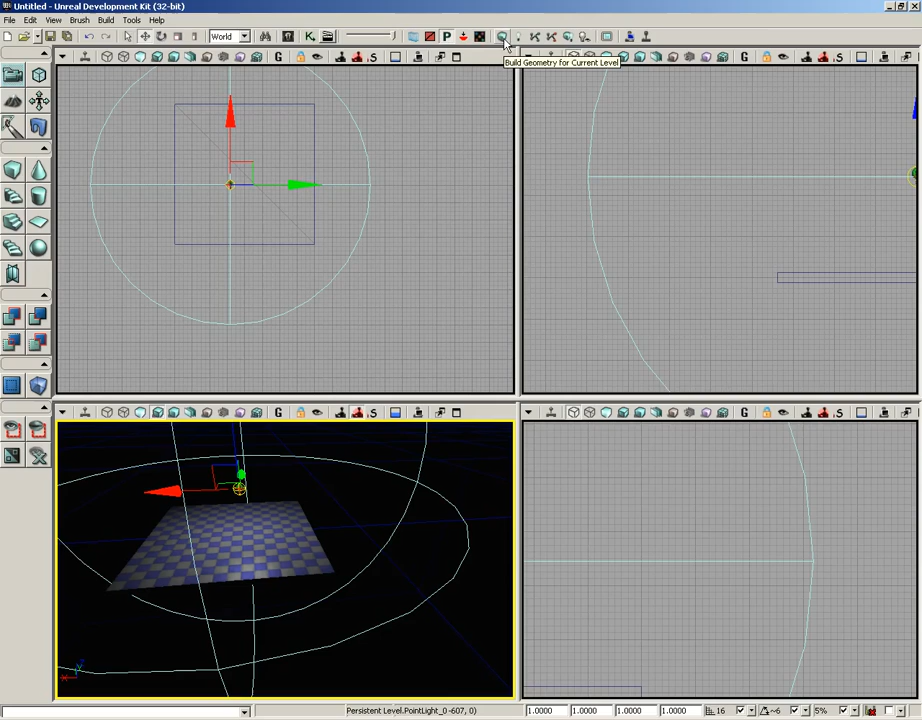 Untitled - Unreal Development Kit (32-bit)
File Edit View Brush Build Tools Help
World
Build Geometry for Current Level
Persistent Level.PointLight_0 -607, 0)
1.0000 1.0000 1.0000 1.0000 16 6 5%